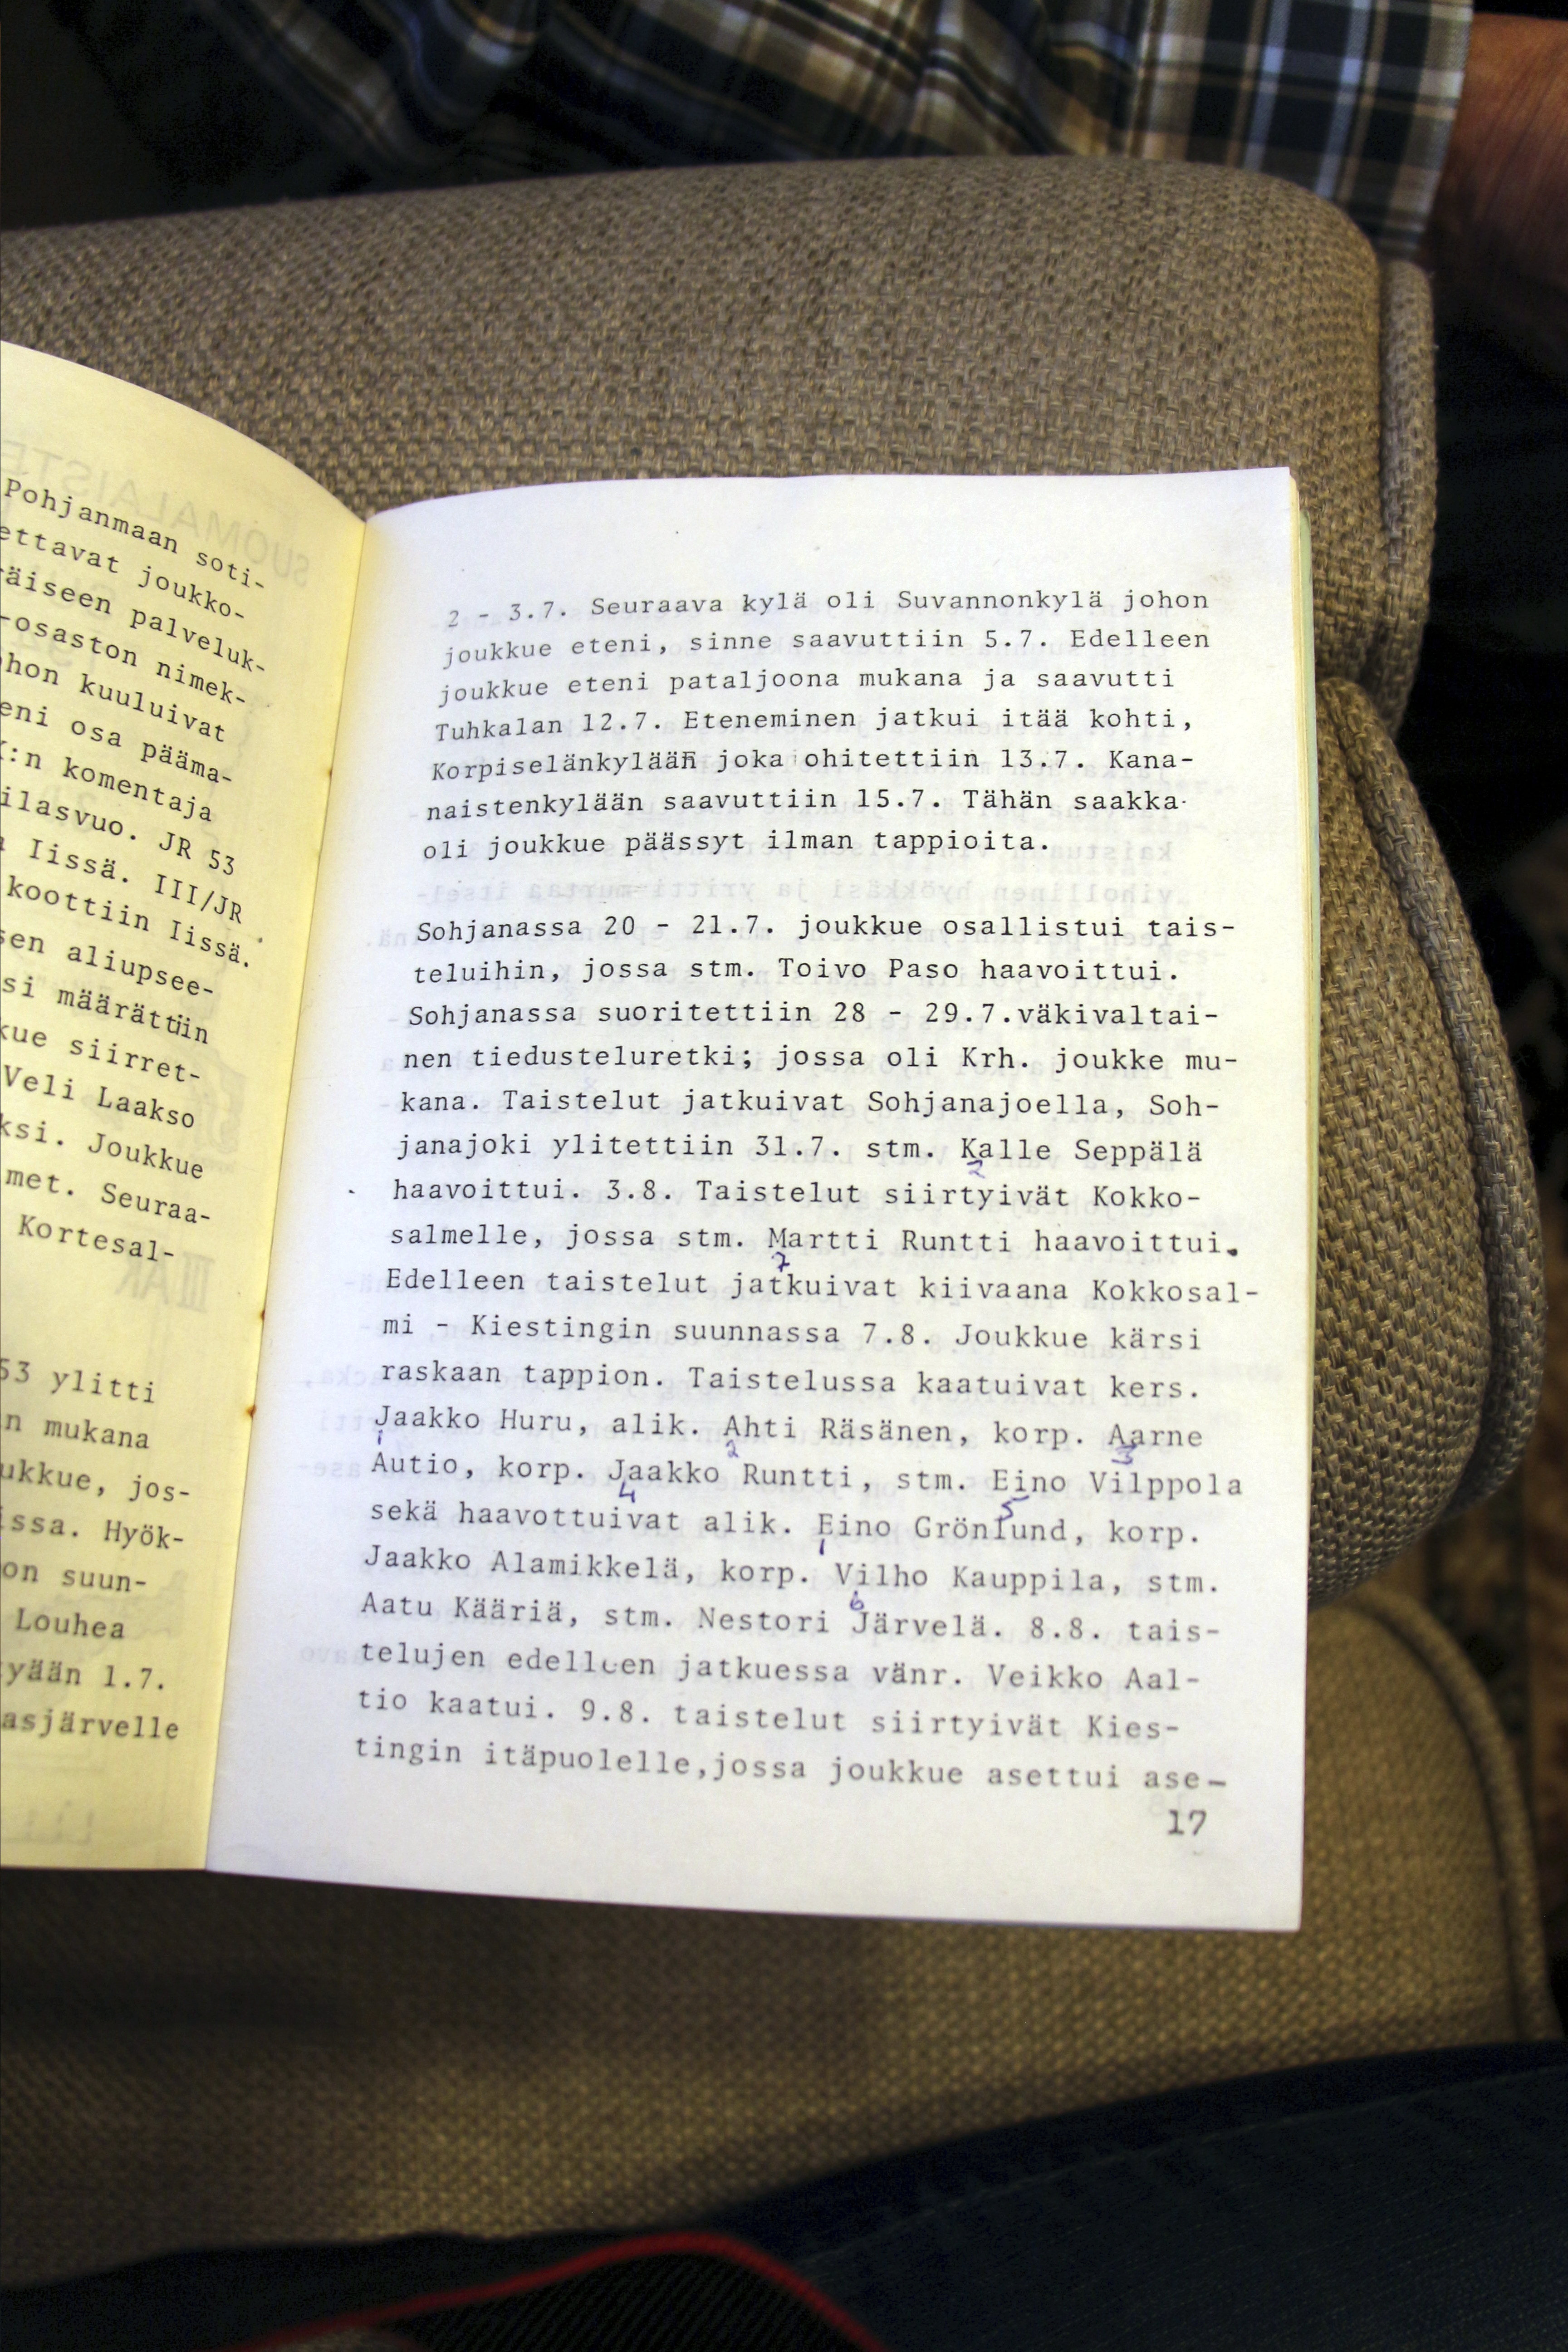 Pohjanmaan soti-
ettavat joukko-
äiseen palveluk-
-osaston nimek-
hon kuuluivat
eni osa pääma-
:n komentaja
ilasvuo. JR 53
Iissä. III/JR
koottiin Iissä.
sen aliupsee-
si määrättiin
kue siirret-
Veli Laakso
ksi. Joukkue
met. Seuraa-
Kortesal-
53 ylitti
n mukana
ukkue, jos-
issa. Hyök-
on suun-
Louhea
yään 1.7.
asjärvelle
2 - 3.7. Seuraava kylä oli Suvannonkylä johon
joukkue eteni, sinne saavuttiin 5.7. Edelleen
joukkue eteni pataljoona mukana ja saavutti
Tuhkalan 12.7. Eteneminen jatkui itää kohti,
Korpiselänkylään joka ohitettiin 13.7. Kana-
naistenkylään saavuttiin 15.7. Tähän saakka
oli joukkue päässyt ilman tappioita.
Sohjanassa 20 - 21.7. joukkue osallistui tais-
teluihin, jossa stm. Toivo Paso haavoittui.
Sohjanassa suoritettiin 28 - 29.7.väkivaltai-
nen tiedusteluretki; jossa oli Krh. joukke mu-
kana. Taistelut jatkuivat Sohjanajoella, Soh-
janajoki ylitettiin 31.7. stm. Kalle Seppälä
2
haavoittui. 3.8. Taistelut siirtyivät Kokko-
salmelle, jossa stm. Martti Runtti haavoittui.
7
Edelleen taistelut jatkuivat kiivaana Kokkosal-
mi - Kiestingin suunnassa 7.8. Joukkue kärsi
raskaan tappion. Taistelussa kaatuivat kers.
Jaakko Huru, alik. Ahti Räsänen, korp. Aarne
1 2 3
Autio, korp. Jaakko Runtti, stm. Eino Vilppola
4 5
sekä haavottuivat alik. Eino Grönlund, korp.
1
Jaakko Alamikkelä, korp. Vilho Kauppila, stm.
6
Aatu Kääriä, stm. Nestori Järvelä. 8.8. tais-
telujen edelleen jatkuessa vänr. Veikko Aal-
tio kaatui. 9.8. taistelut siirtyivät Kies-
tingin itäpuolelle,jossa joukkue asettui ase-
17